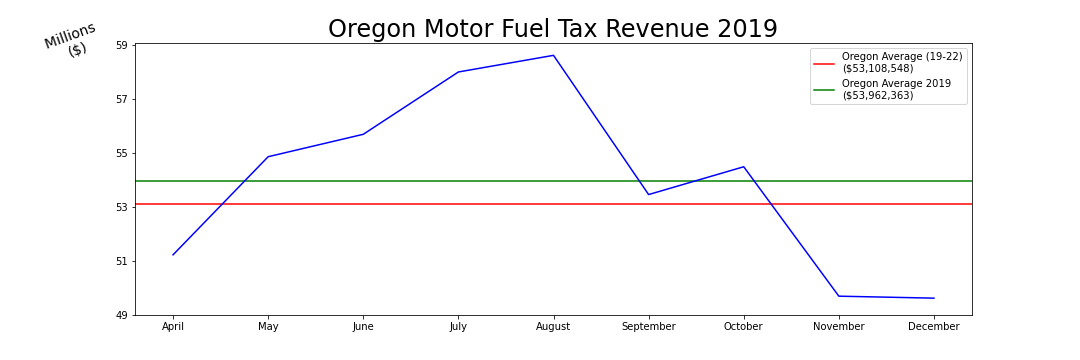 Oregon Motor Fuel Tax Revenue 2019
Millions
($)
Oregon Average (19-22)
($53,108,548)
Oregon Average 2019
($53,962,363)
59
57
55
53
51
49
April May June July August September October November December